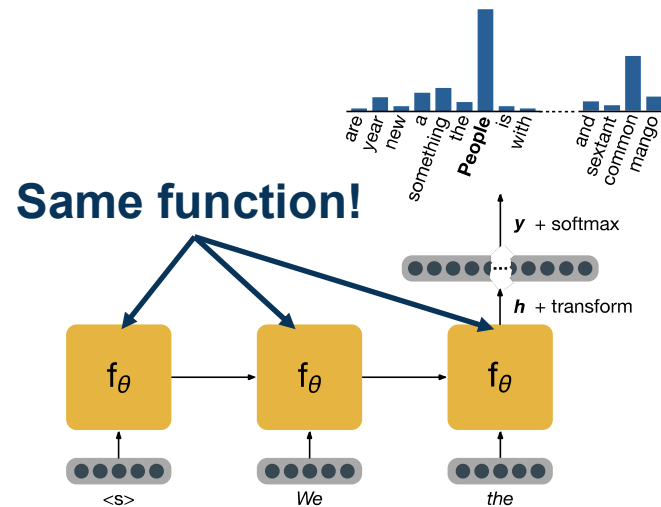 are year new a something the People is with and sextant common mango
Same function!
y + softmax
h + transform
fθ fθ fθ
<s> We the